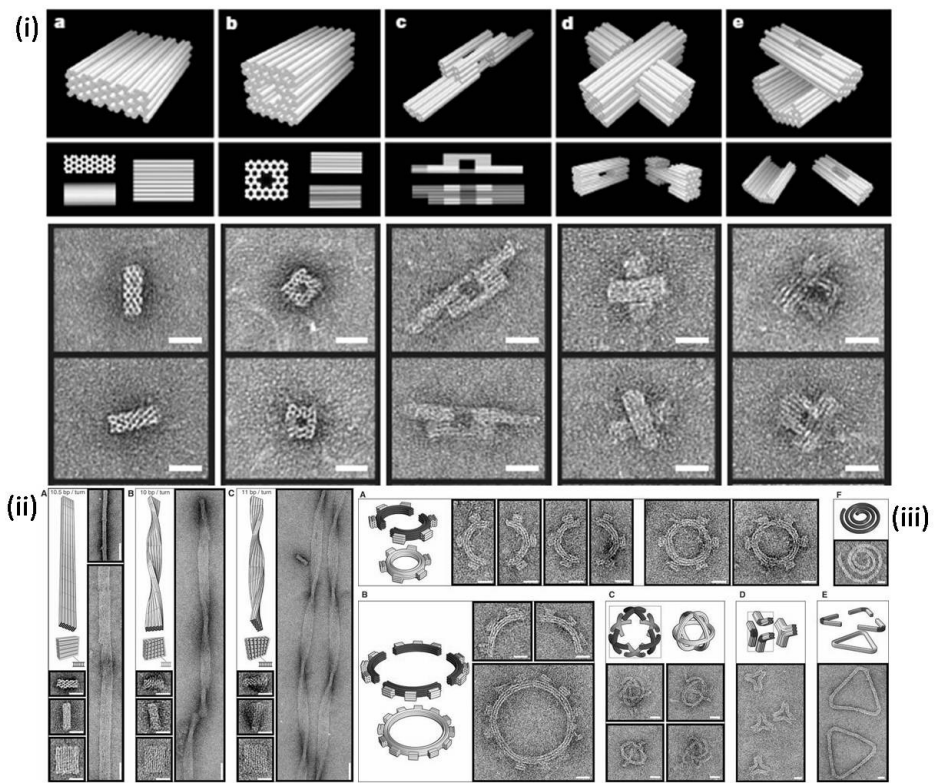 (i)
a
b
c
d
e
(ii)
A
10.5 bp / turn
B
10 bp / turn
C
11 bp / turn
A
B
C
D
E
F
(iii)